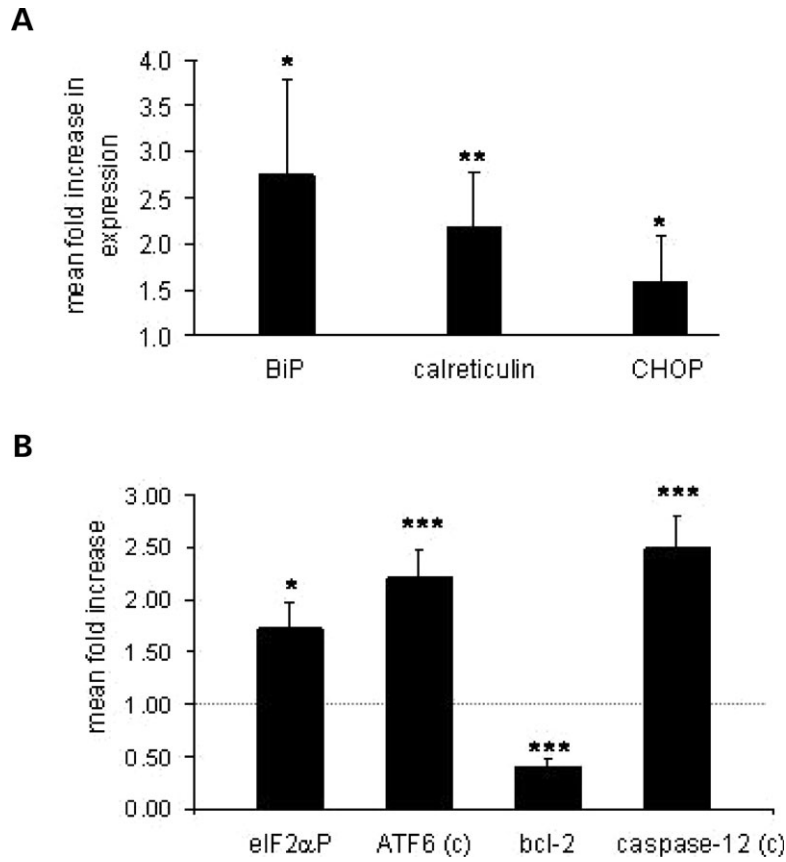 A
mean fold increase in
expression
4.0
3.5
3.0
2.5
2.0
1.5
1.0
*
**
*
BiP
calreticulin
CHOP
B
mean fold increase
3.00
2.50
2.00
1.50
1.00
0.50
0.00
*
***
***
***
eIF2αP
ATF6 (c)
bcl-2
caspase-12 (c)